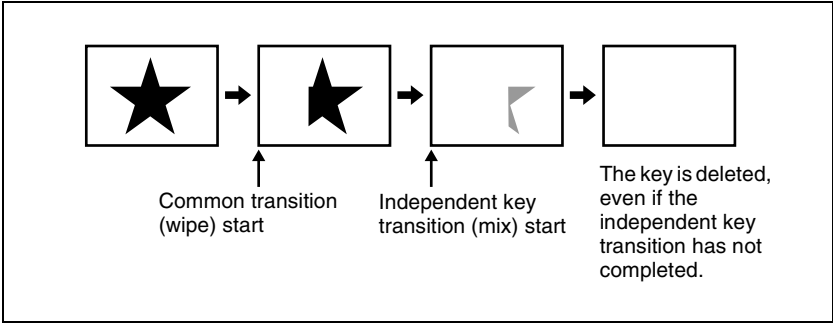 Common transition
(wipe) start
Independent key
transition (mix) start
The key is deleted,
even if the
independent key
transition has not
completed.